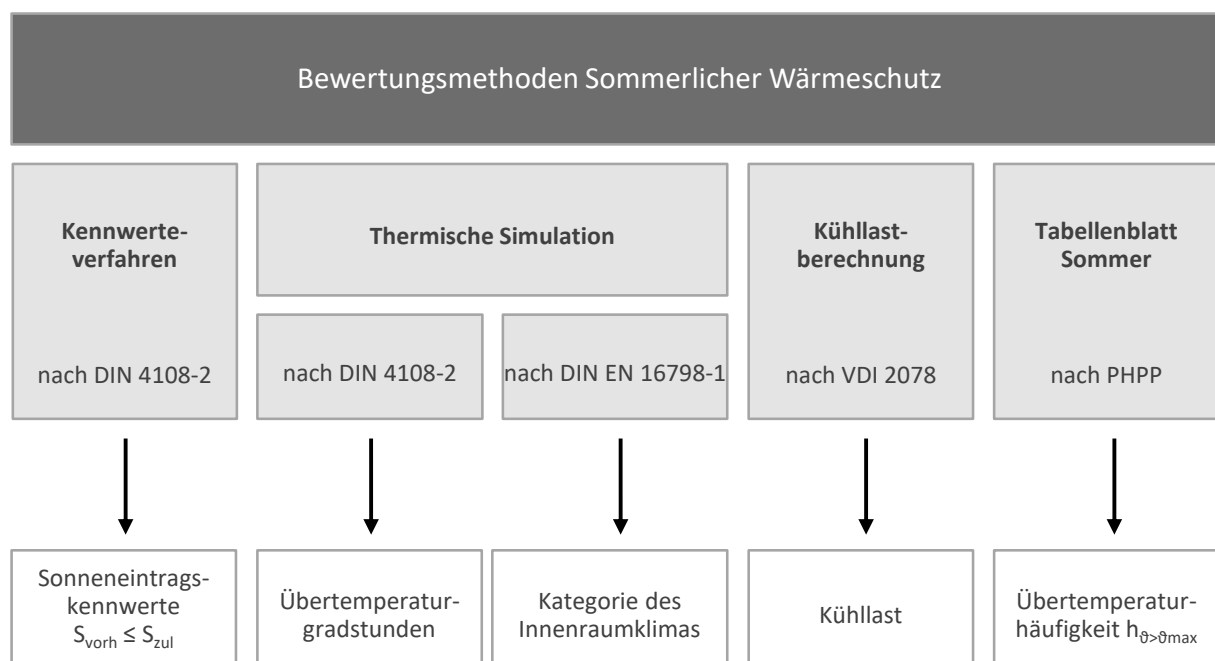 Bewertungsmethoden Sommerlicher Wärmeschutz
Kennwerte-
verfahren
nach DIN 4108-2
Thermische Simulation
nach DIN 4108-2
nach DIN EN 16798-1
Kühllast-
berechnung
nach VDI 2078
Tabellenblatt
Sommer
nach PHPP
Sonneneintrags-
kennwerte
Svorh ≤ Szul
Übertemperatur-
gradstunden
Kategorie des
Innenraumklimas
Kühllast
Übertemperatur-
häufigkeit hϑ>ϑmax